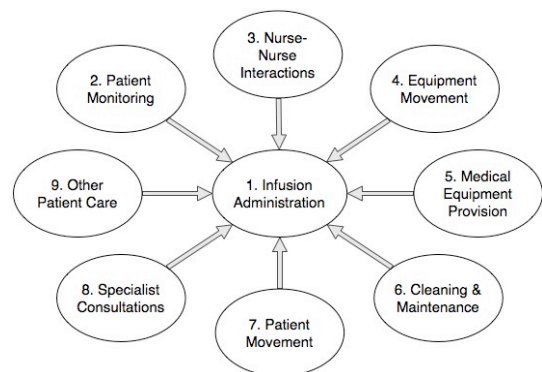 3. Nurse-
Nurse
Interactions
2. Patient
Monitoring
4. Equipment
Movement
9. Other
Patient Care
1. Infusion
Administration
5. Medical
Equipment
Provision
8. Specialist
Consultations
7. Patient
Movement
6. Cleaning &
Maintenance